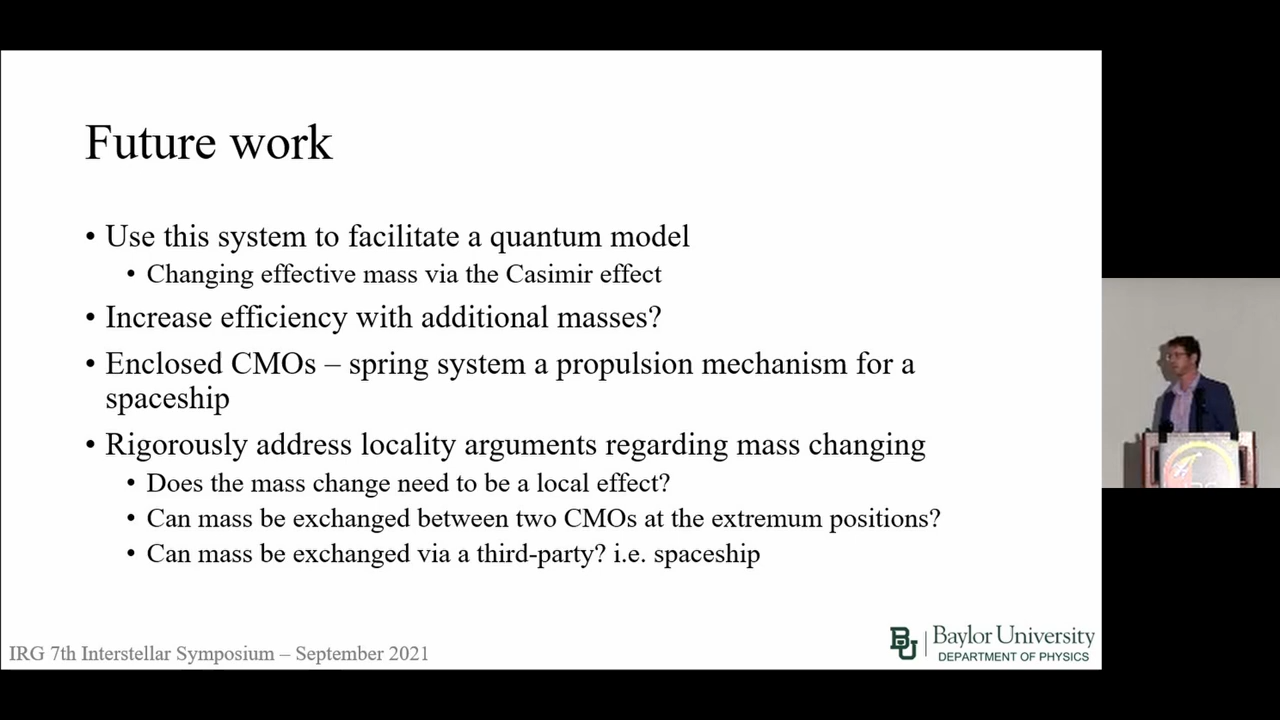 Future work
• Use this system to facilitate a quantum model
• Changing effective mass via the Casimir effect
• Increase efficiency with additional masses?
• Enclosed CMOs – spring system a propulsion mechanism for a
spaceship
• Rigorously address locality arguments regarding mass changing
• Does the mass change need to be a local effect?
• Can mass be exchanged between two CMOs at the extremum positions?
• Can mass be exchanged via a third-party? i.e. spaceship
IRG 7th Interstellar Symposium – September 2021
BU
Baylor University
DEPARTMENT OF PHYSICS